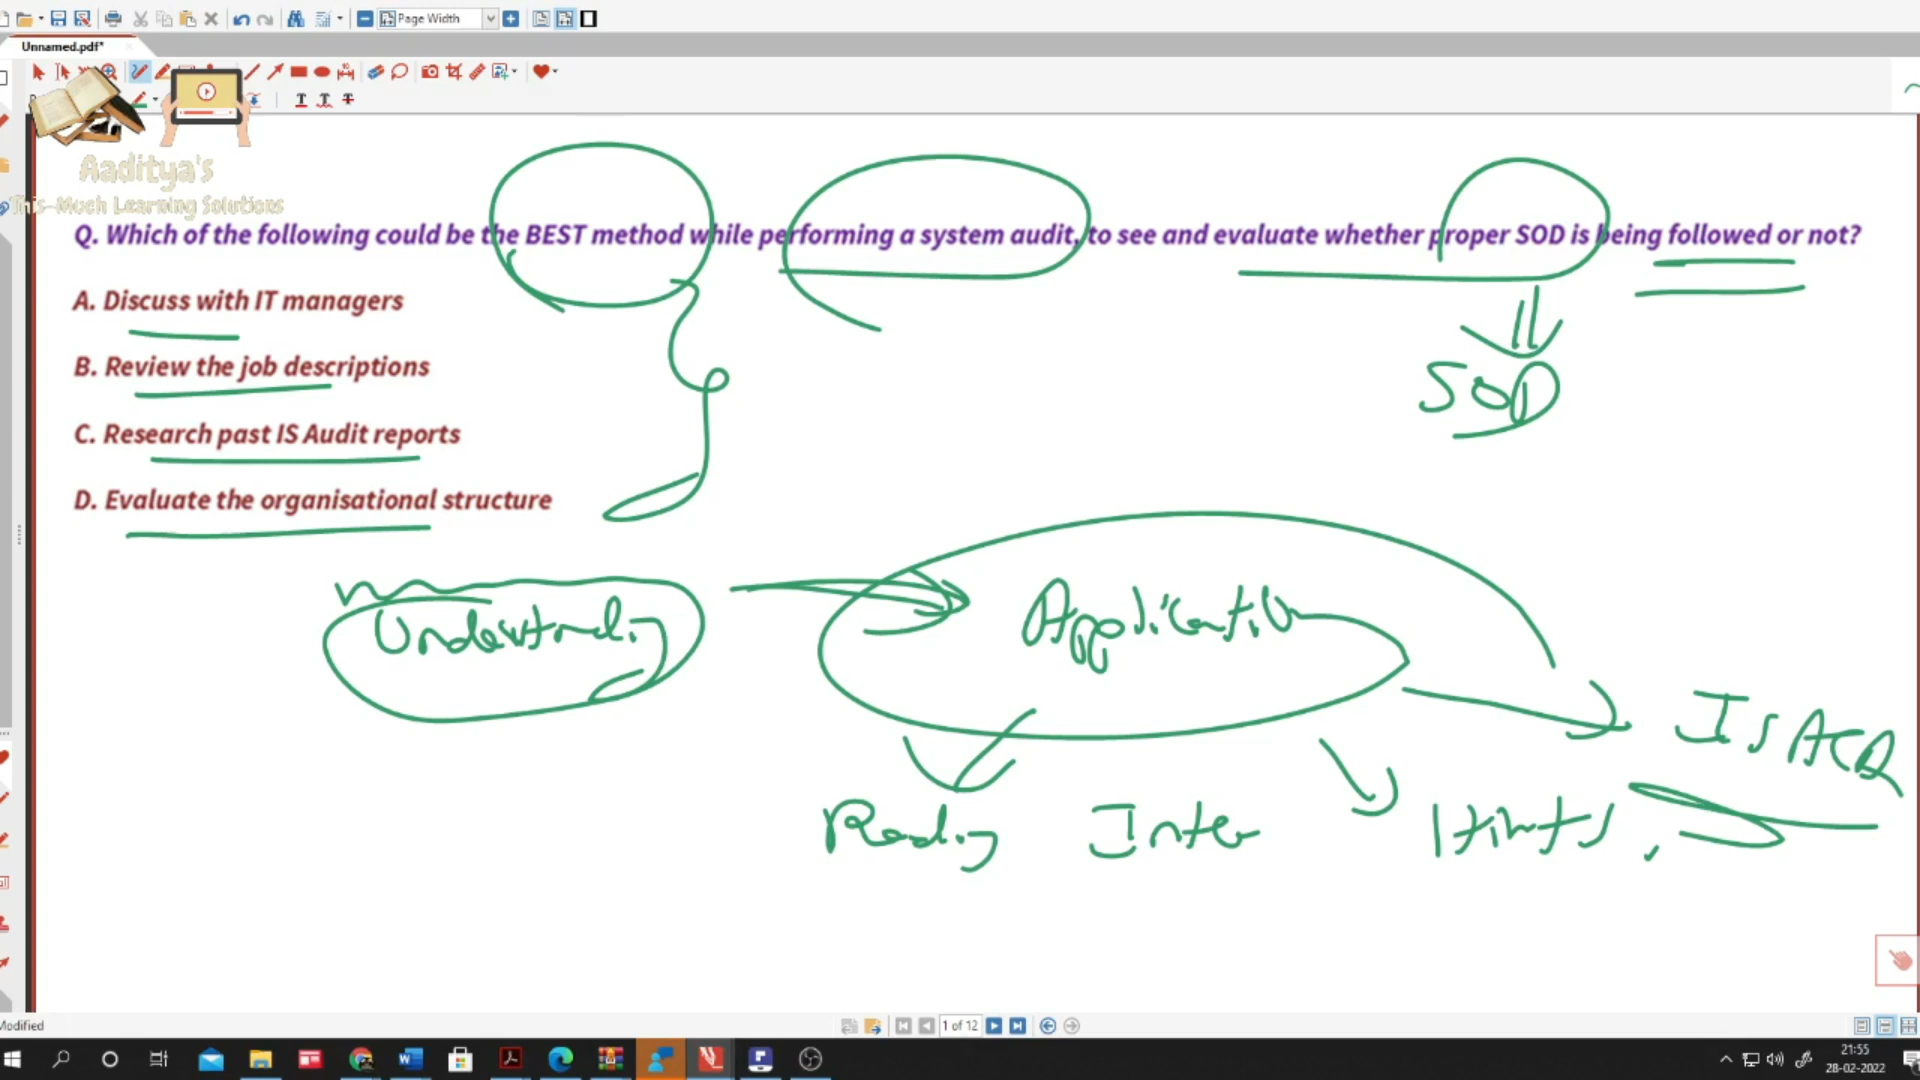 Page Width
Unnamed.pdf*
Aaditya's
This-Much Learning Solutions
Q. Which of the following could be the BEST method while performing a system audit, to see and evaluate whether proper SOD is being followed or not?
A. Discuss with IT managers
B. Review the job descriptions
C. Research past IS Audit reports
D. Evaluate the organisational structure
SOD
Understanding
Application
ISACA
Reading Inter Hints,
Modified
1 of 12
21:55
28-02-2022